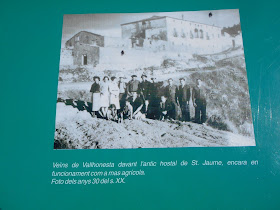 Veïns de Vallhonesta davant l'antic hostal de St. Jaume, encara en
funcionament com a mas agrícola.
Foto dels anys 30 del s. XX.